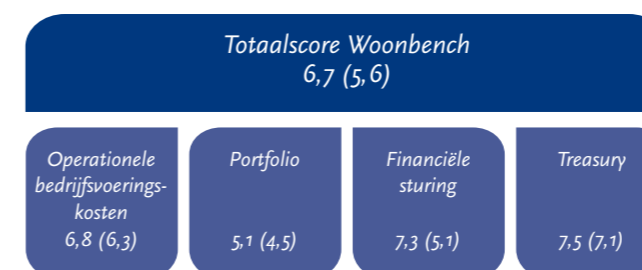 Totaalscore Woonbench
6,7 (5,6)
Operationele
bedrijfsvoerings-
kosten
6,8 (6,3)
Portfolio
5,1 (4,5)
Financiële
sturing
7,3 (5,1)
Treasury
7,5 (7,1)